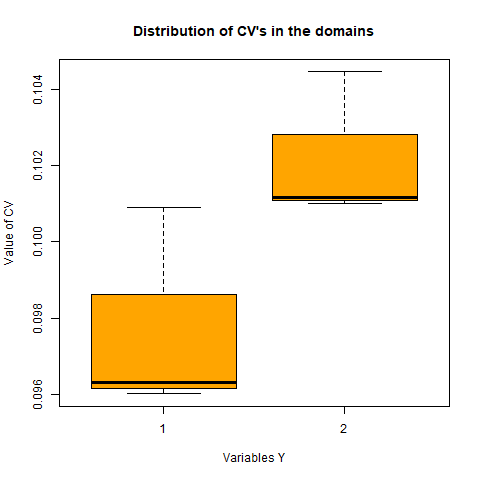 Distribution of CV's in the domains
0.104
0.102
0.100
0.098
0.096
Value of CV
1 2
Variables Y